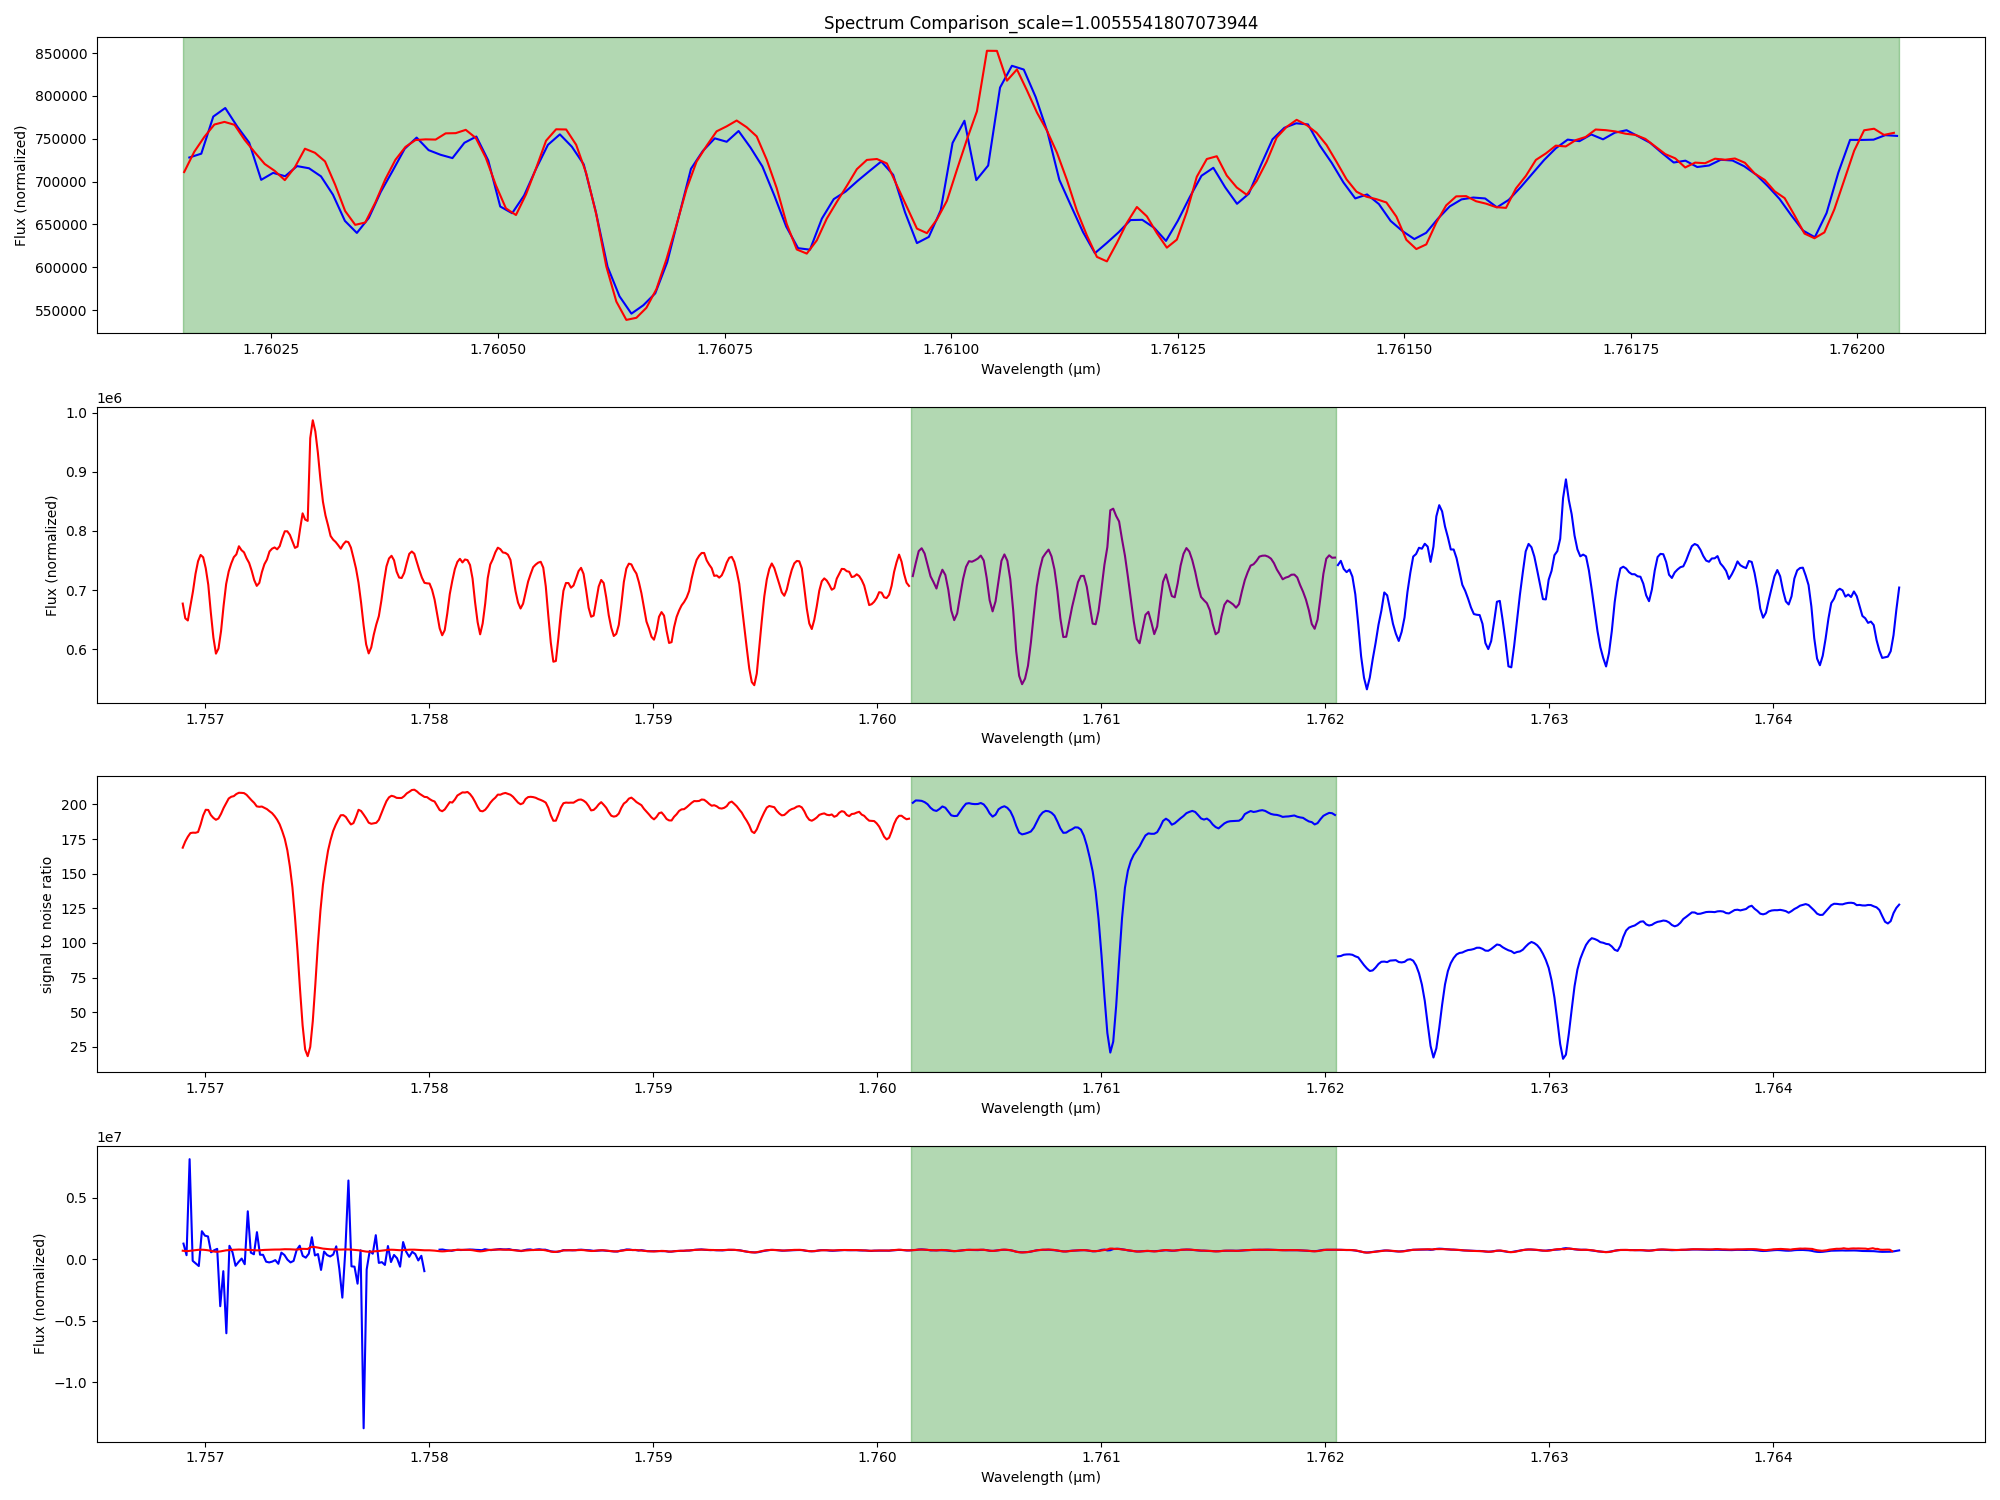 Spectrum Comparison_scale=1.0055541807073944
850000
800000
750000
700000
650000
600000
550000
Flux (normalized)
1.76025 1.76050 1.76075 1.76100 1.76125 1.76150 1.76175 1.76200
Wavelength (μm)
1e6
1.0
0.9
0.8
0.7
0.6
Flux (normalized)
1.757 1.758 1.759 1.760 1.761 1.762 1.763 1.764
Wavelength (μm)
200
175
150
125
100
75
50
25
signal to noise ratio
1.757 1.758 1.759 1.760 1.761 1.762 1.763 1.764
Wavelength (μm)
1e7
0.5
0.0
−0.5
−1.0
Flux (normalized)
1.757 1.758 1.759 1.760 1.761 1.762 1.763 1.764
Wavelength (μm)